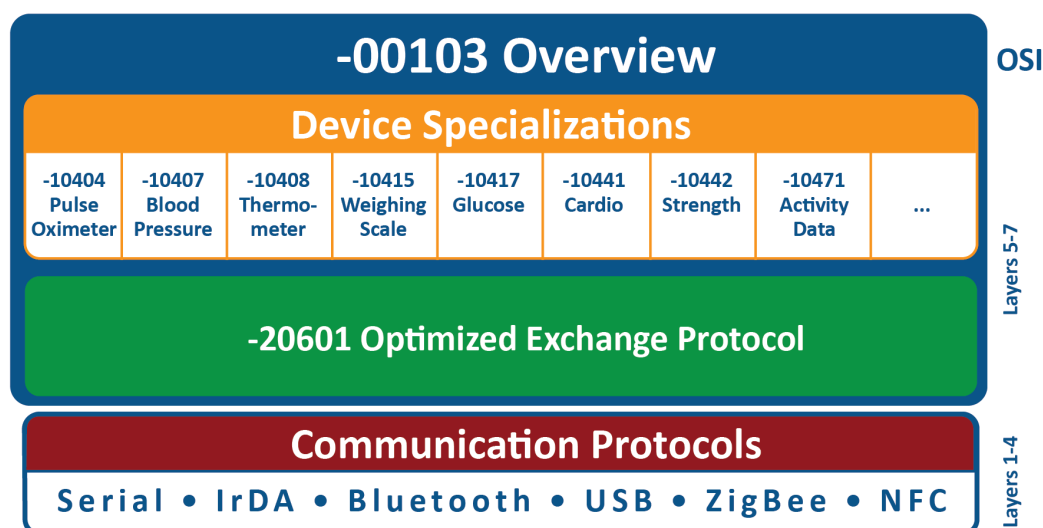 -00103 Overview
OSI
Device Specializations
-10404
Pulse
Oximeter
-10407
Blood
Pressure
-10408
Thermo-
meter
-10415
Weighing
Scale
-10417
Glucose
-10441
Cardio
-10442
Strength
-10471
Activity
Data
...
Layers 5-7
-20601 Optimized Exchange Protocol
Communication Protocols
Serial • IrDA • Bluetooth • USB • ZigBee • NFC
Layers 1-4